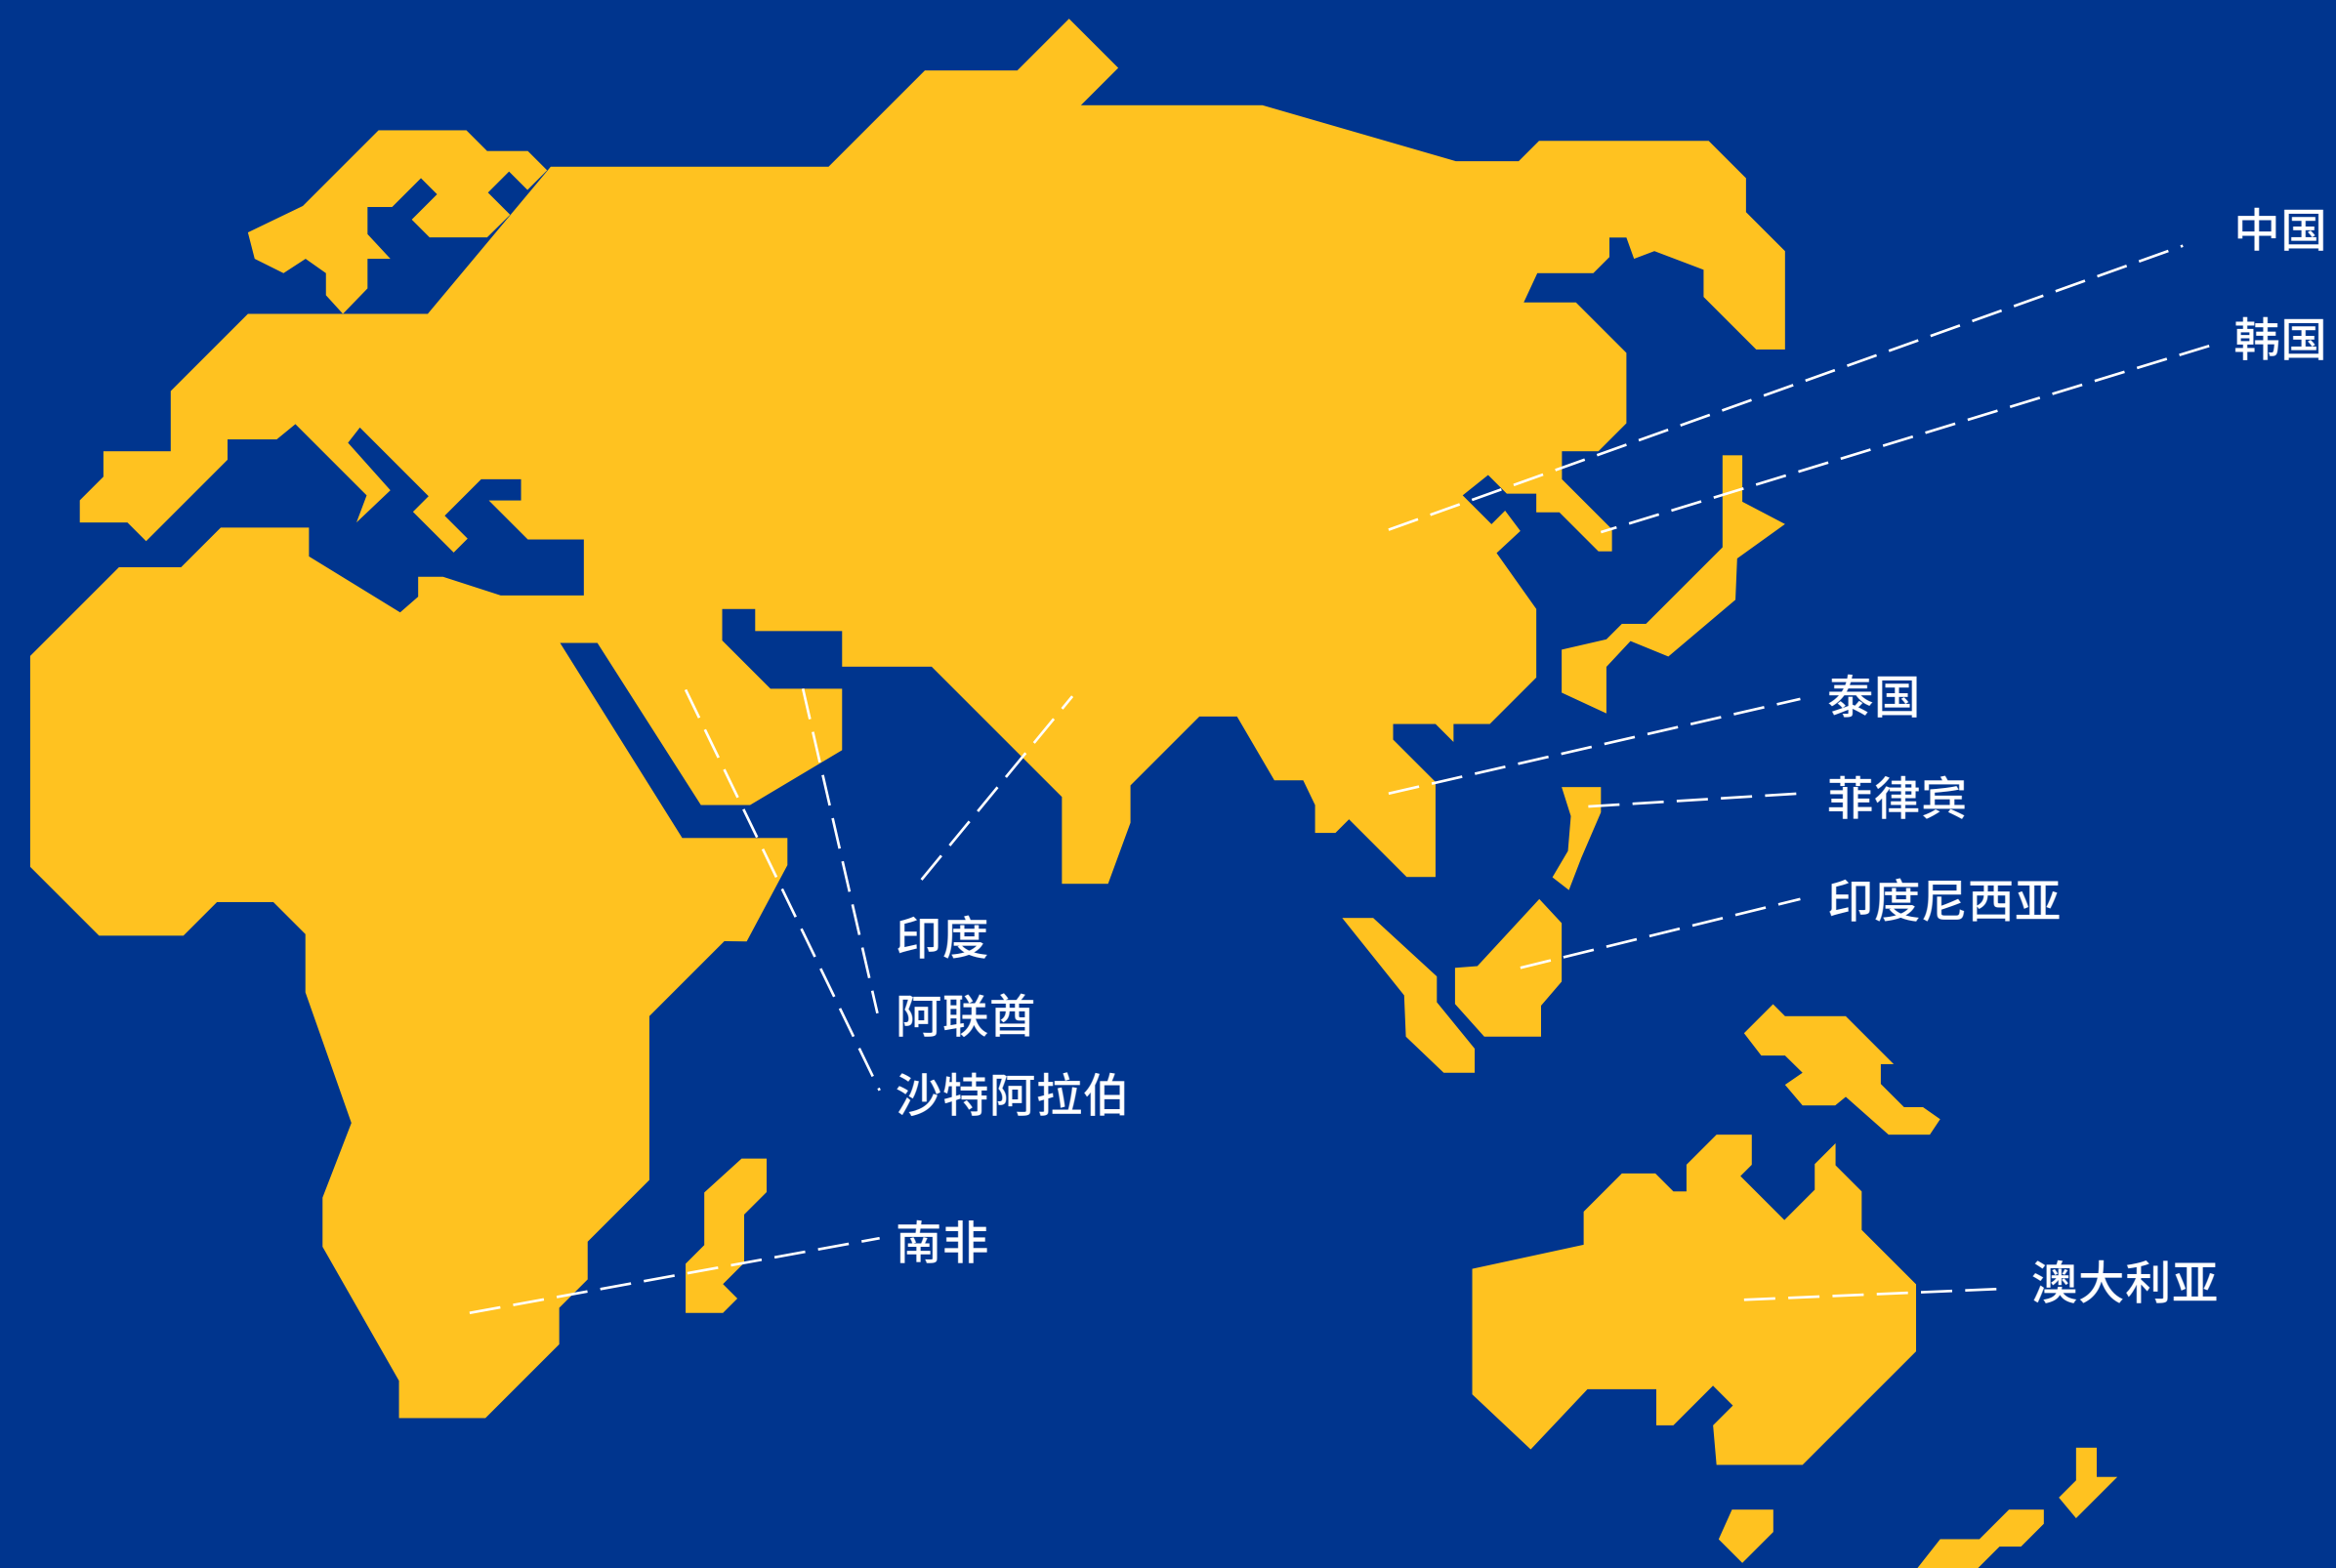 中国
韩国
泰国
菲律宾
印度尼西亚
印度
阿联酋
沙特阿拉伯
南非
澳大利亚